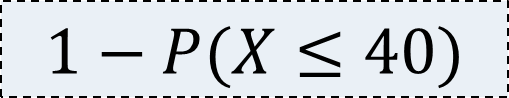 1 − P(X ≤ 40)